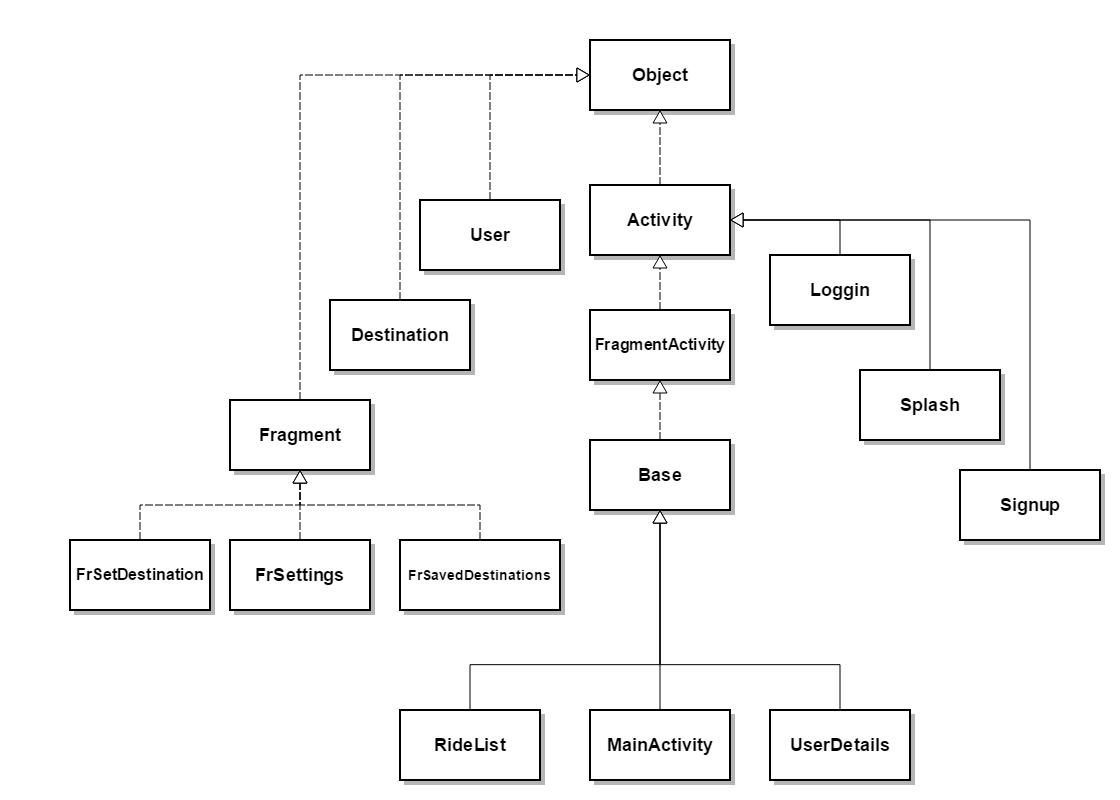 Object
Activity
User
Loggin
Destination
FragmentActivity
Splash
Fragment
Base
Signup
FrSetDestination
FrSettings
FrSavedDestinations
RideList
MainActivity
UserDetails